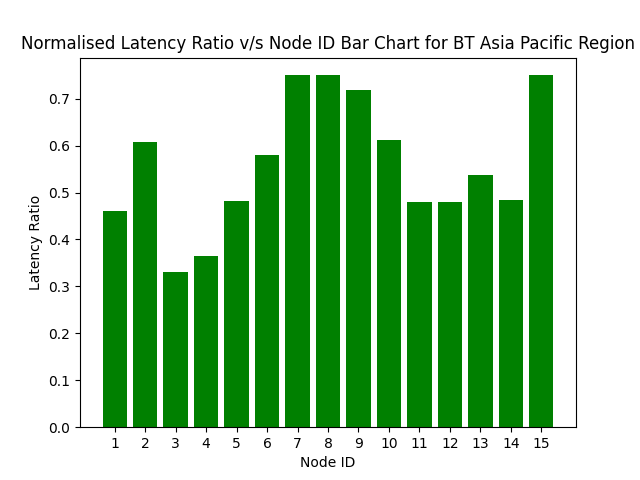 Normalised Latency Ratio v/s Node ID Bar Chart for BT Asia Pacific Region
Latency Ratio
0.7
0.6
0.5
0.4
0.3
0.2
0.1
0.0
1 2 3 4 5 6 7 8 9 10 11 12 13 14 15
Node ID